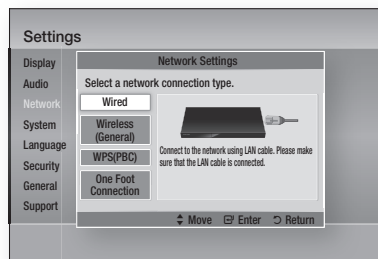 Settings
Display
Audio
Network
System
Language
Security
General
Support
Network Settings
Select a network connection type.
Wired
Wireless
(General)
WPS(PBC)
One Foot
Connection
Connect to the network using LAN cable. Please make
sure that the LAN cable is connected.
Move Enter Return